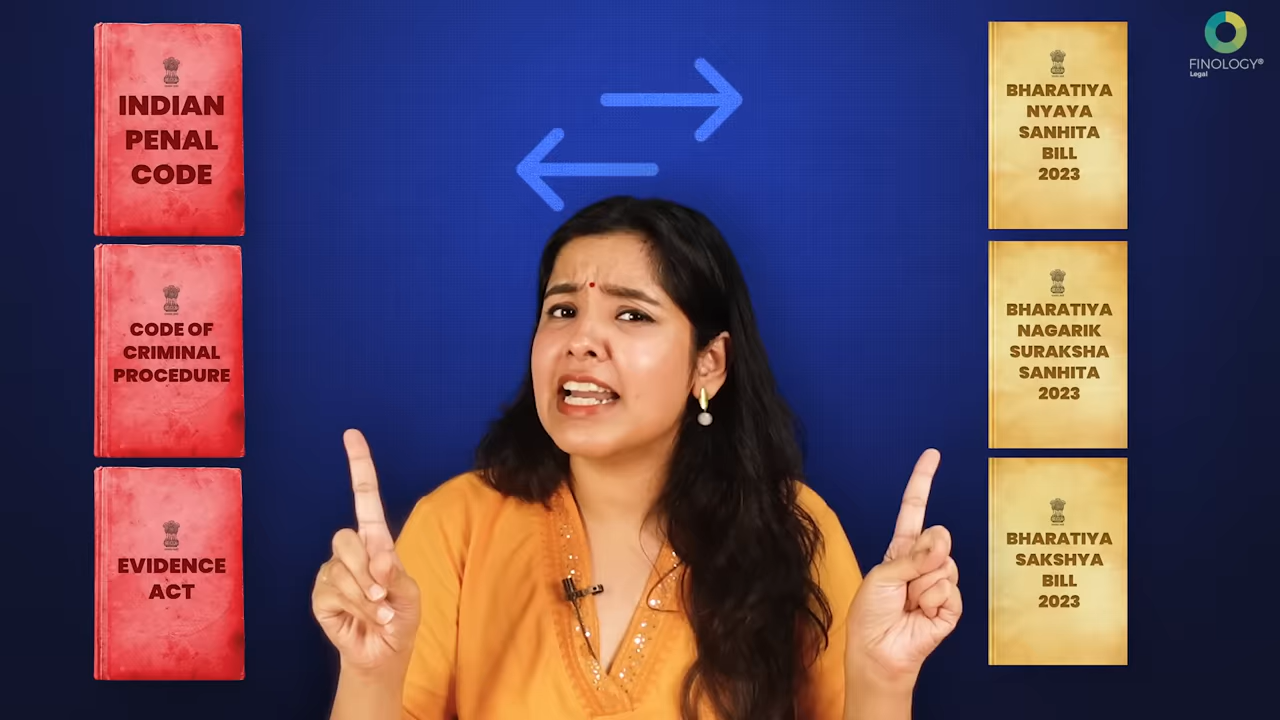 INDIAN
PENAL
CODE
CODE OF
CRIMINAL
PROCEDURE
EVIDENCE
ACT
BHARATIYA
NYAYA
SANHITA
BILL
2023
BHARATIYA
NAGARIK
SURAKSHA
SANHITA
2023
BHARATIYA
SAKSHYA
BILL
2023
FINOLOGY®
Legal